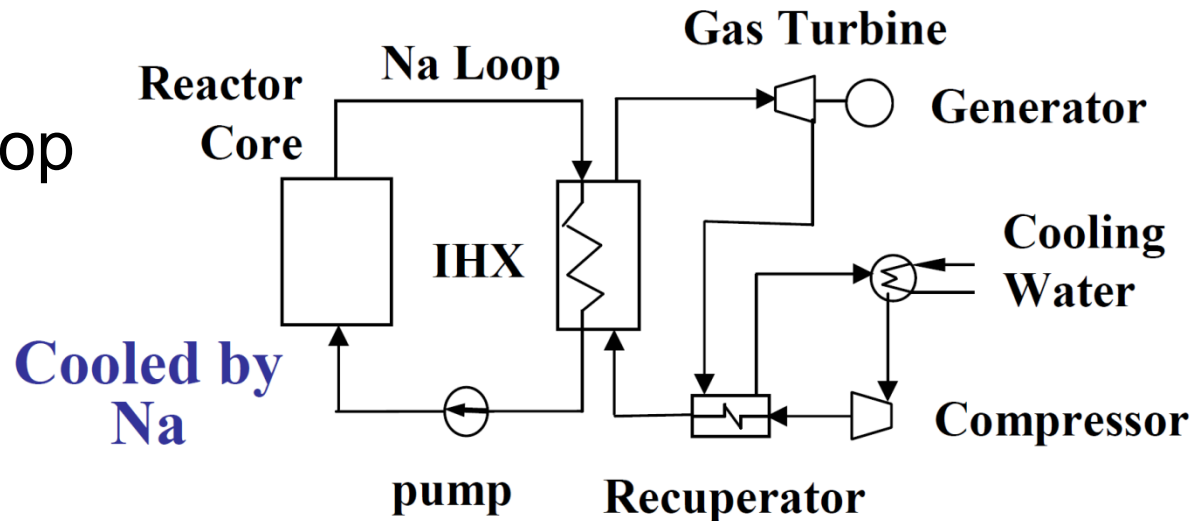 Gas Turbine
Na Loop
Reactor
Core
op
Generator
IHX
Cooling
Water
Cooled by
Na
Compressor
pump
Recuperator